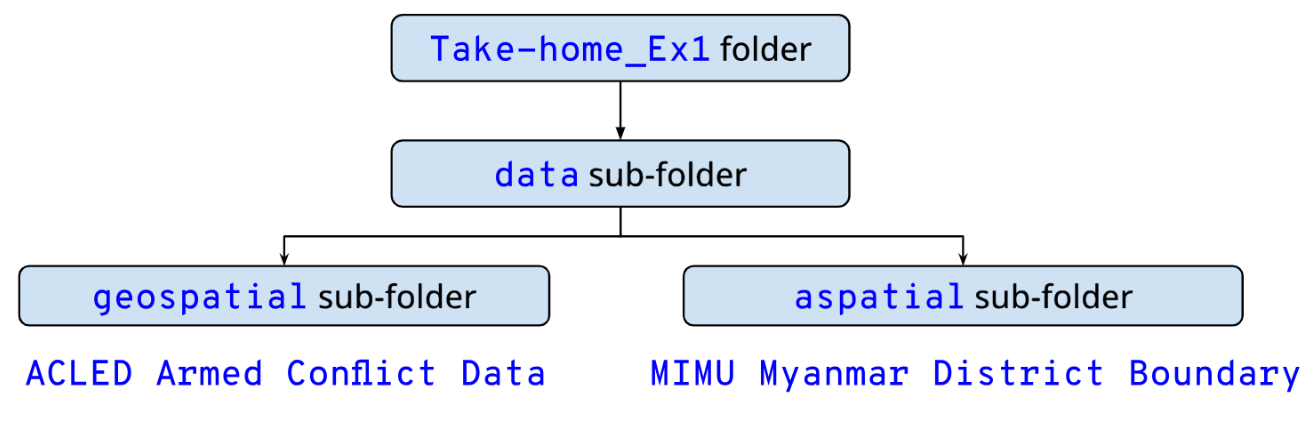 Take-home_Ex1 folder
data sub-folder
geospatial sub-folder
aspatial sub-folder
ACLED Armed Conflict Data
MIMU Myanmar District Boundary